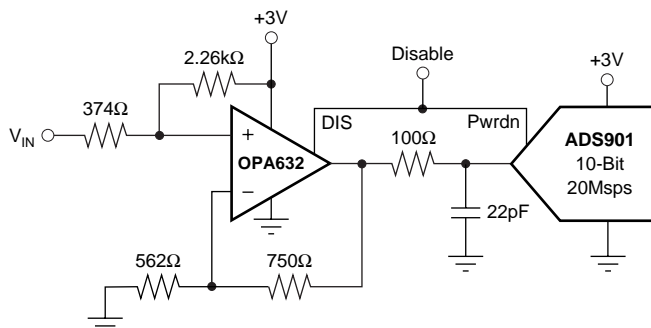 +3V
2.26kΩ
Disable
+3V
374Ω
V_IN
+
DIS
Pwrdn
OPA632
100Ω
ADS901
10-Bit
20Msps
−
22pF
562Ω
750Ω